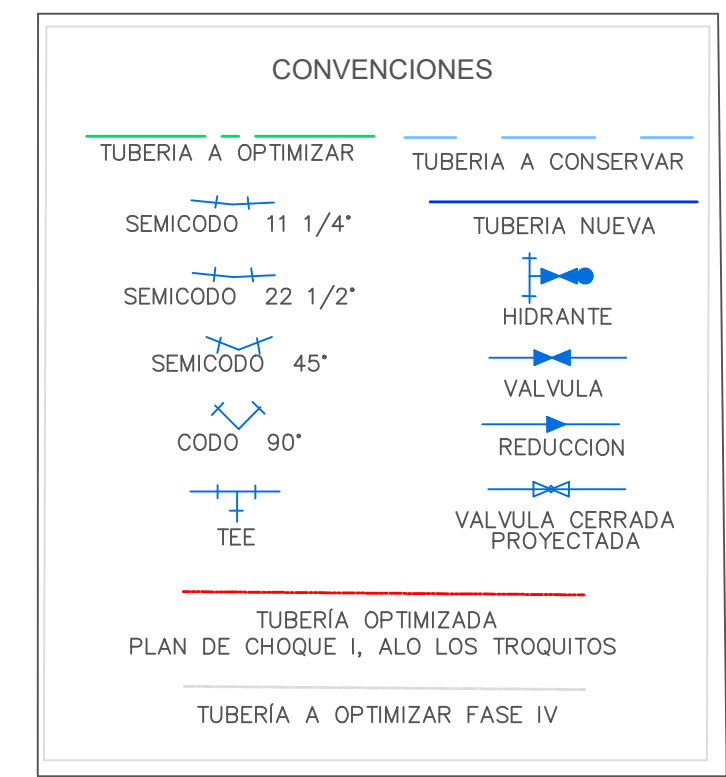 CONVENCIONES
TUBERIA A OPTIMIZAR
SEMICODO 11 1/4°
SEMICODO 22 1/2°
SEMICODO 45°
CODO 90°
TEE
TUBERIA A CONSERVAR
TUBERIA NUEVA
HIDRANTE
VALVULA
REDUCCION
VALVULA CERRADA
PROYECTADA
TUBERÍA OPTIMIZADA
PLAN DE CHOQUE I, ALO LOS TROQUITOS
TUBERÍA A OPTIMIZAR FASE IV